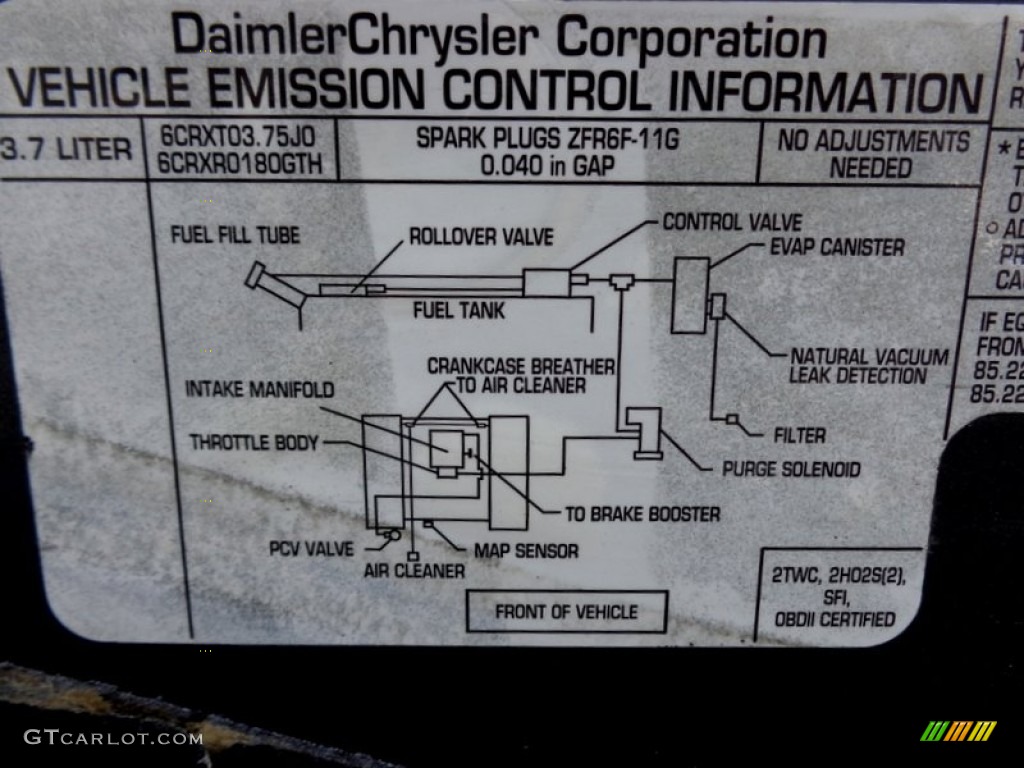 DaimlerChrysler Corporation
VEHICLE EMISSION CONTROL INFORMATION
3.7 LITER
6CRXT03.75J0
6CRXR0180GTH
SPARK PLUGS ZFR6F-11G
0.040 in GAP
NO ADJUSTMENTS
NEEDED
CONTROL VALVE
FUEL FILL TUBE
ROLLOVER VALVE
EVAP CANISTER
FUEL TANK
NATURAL VACUUM
LEAK DETECTION
CRANKCASE BREATHER
TO AIR CLEANER
INTAKE MANIFOLD
THROTTLE BODY
FILTER
PURGE SOLENOID
TO BRAKE BOOSTER
PCV VALVE
MAP SENSOR
AIR CLEANER
FRONT OF VEHICLE
2TWC, 2HO2S(2),
SFI,
OBDII CERTIFIED
IF
FROM
85.22
85.22
GTCARLOT.COM